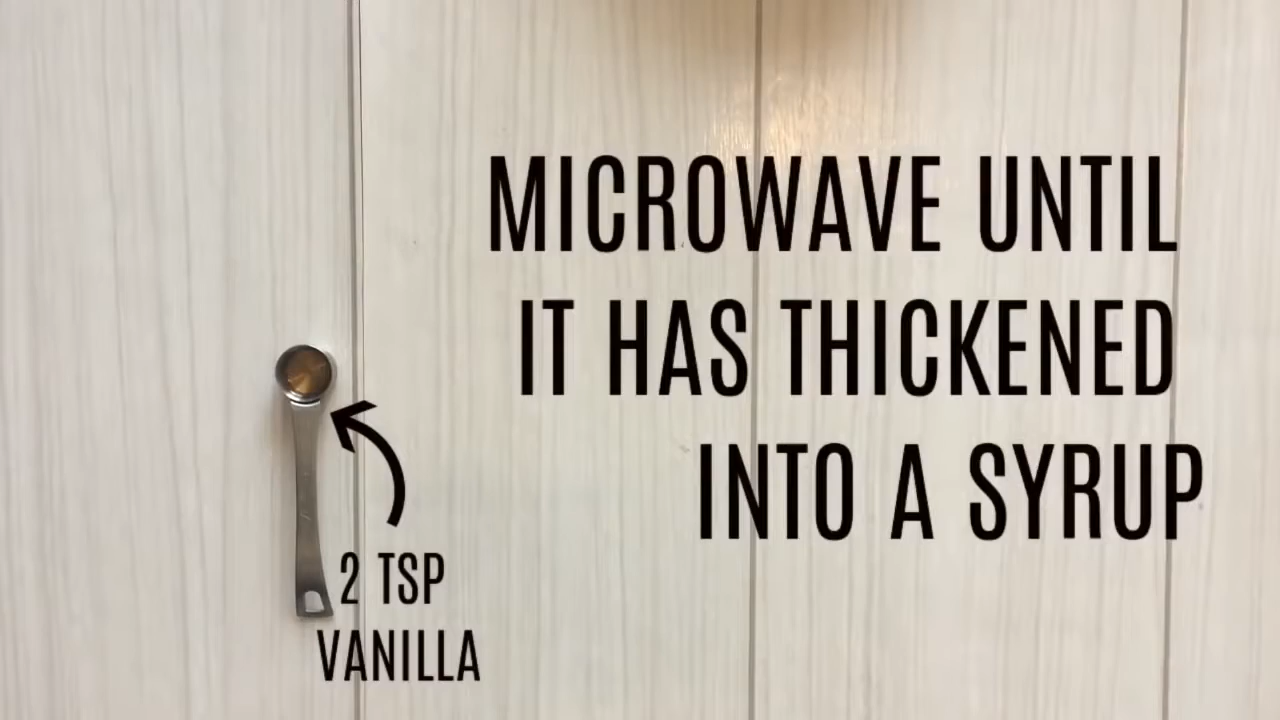 MICROWAVE UNTIL
IT HAS THICKENED
INTO A SYRUP
2 TSP
VANILLA